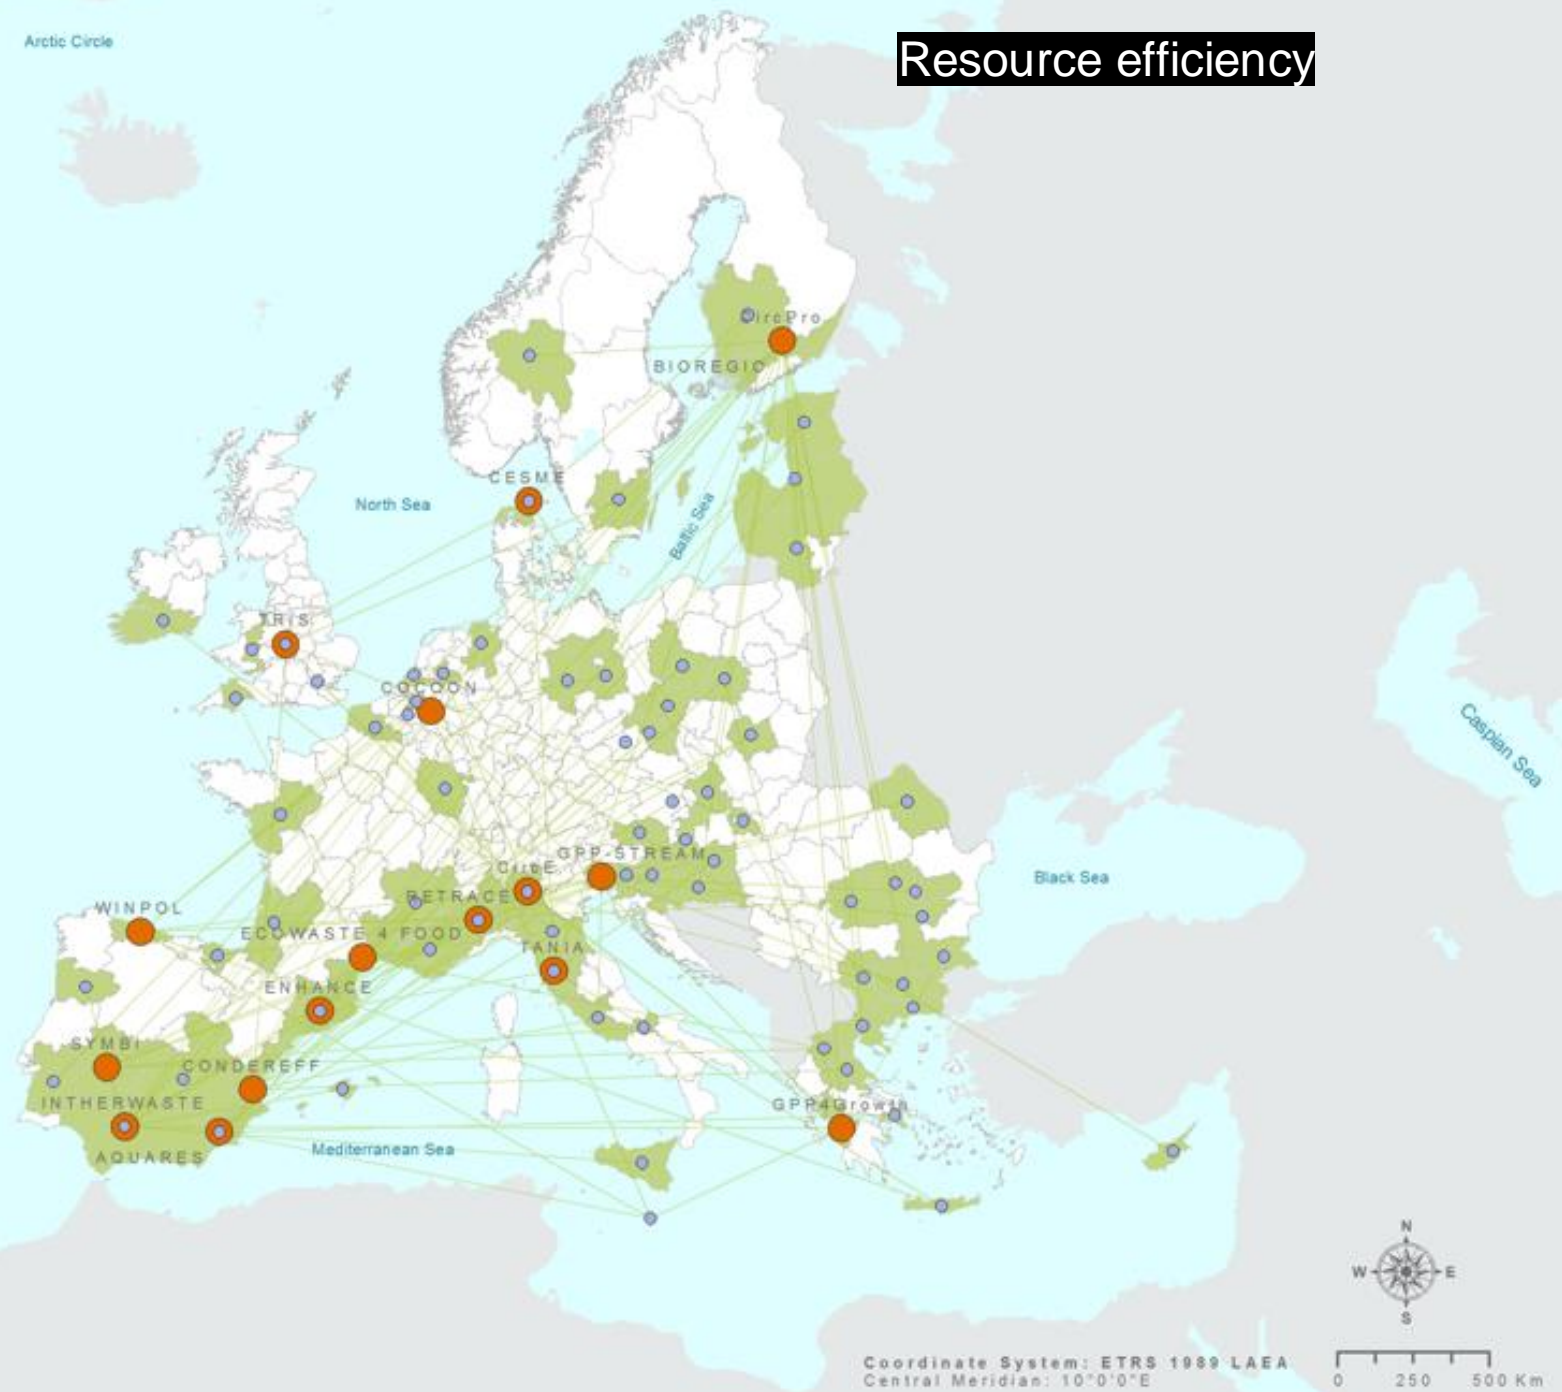 Arctic Circle
Resource efficiency
CircPro
BIOREGIO
CESME
North Sea
Baltic Sea
TRiS
COCOON
Caspian Sea
GPP-STREAM
CircE
RETRACE
Black Sea
WINPOL
ECOWASTE 4 FOOD
TANIA
ENHANCE
SYMBI
CONDEREFF
INTHERWASTE
GPP4Growth
AQUARES
Mediterranean Sea
N
W E
S
Coordinate System: ETRS 1989 LAEA
Central Meridian: 10°0'0"E
0 250 500 Km